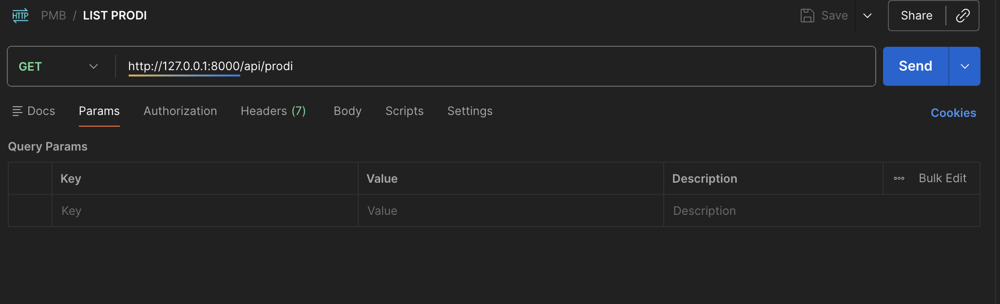 HTTP PMB / LIST PRODI Save Share
GET http://127.0.0.1:8000/api/prodi Send
Docs Params Authorization Headers (7) Body Scripts Settings Cookies
Query Params
Key Value Description Bulk Edit
Key Value Description